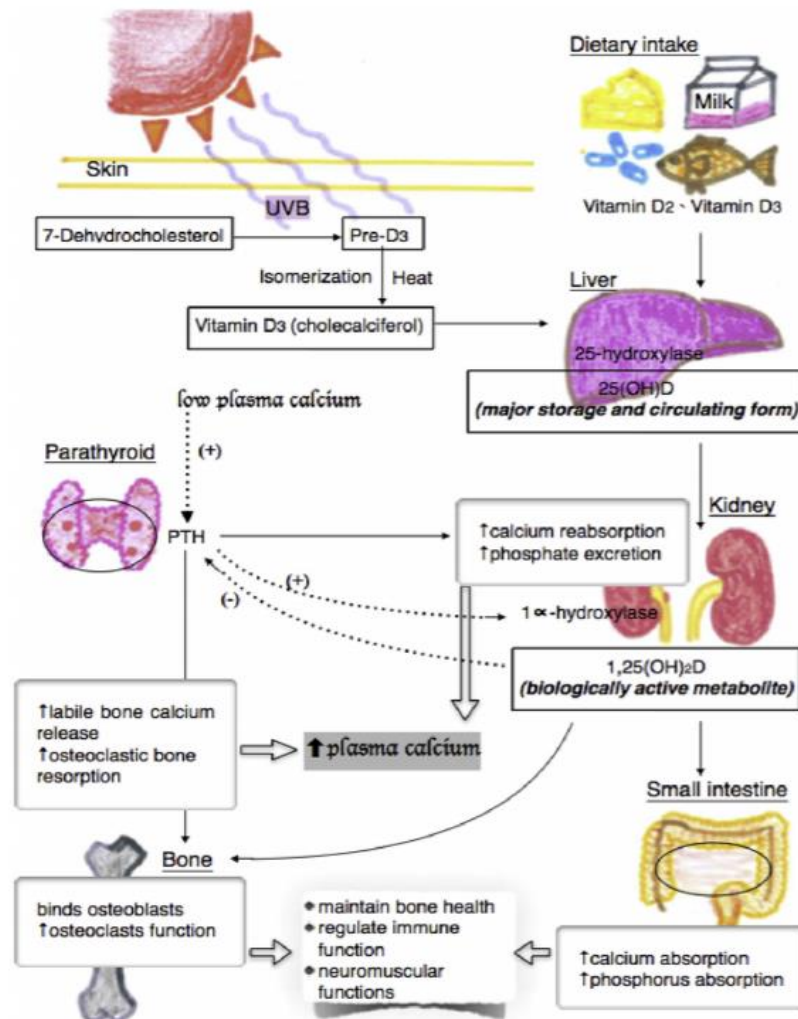 Dietary intake
Milk
Skin
Vitamin D2、Vitamin D3
UVB
7-Dehydrocholesterol
Pre-D3
Isomerization
Heat
Liver
Vitamin D3 (cholecalciferol)
25-hydroxylase
25(OH)D
(major storage and circulating form)
low plasma calcium
(+)
Parathyroid
PTH
Kidney
↑calcium reabsorption
↑phosphate excretion
(+)
(-)
1∝-hydroxylase
1,25(OH)₂D
(biologically active metabolite)
↑labile bone calcium
release
↑osteoclastic bone
resorption
⬆plasma calcium
Small intestine
Bone
binds osteoblasts
↑osteoclasts function
• maintain bone health
• regulate immune
function
• neuromuscular
functions
↑calcium absorption
↑phosphorus absorption